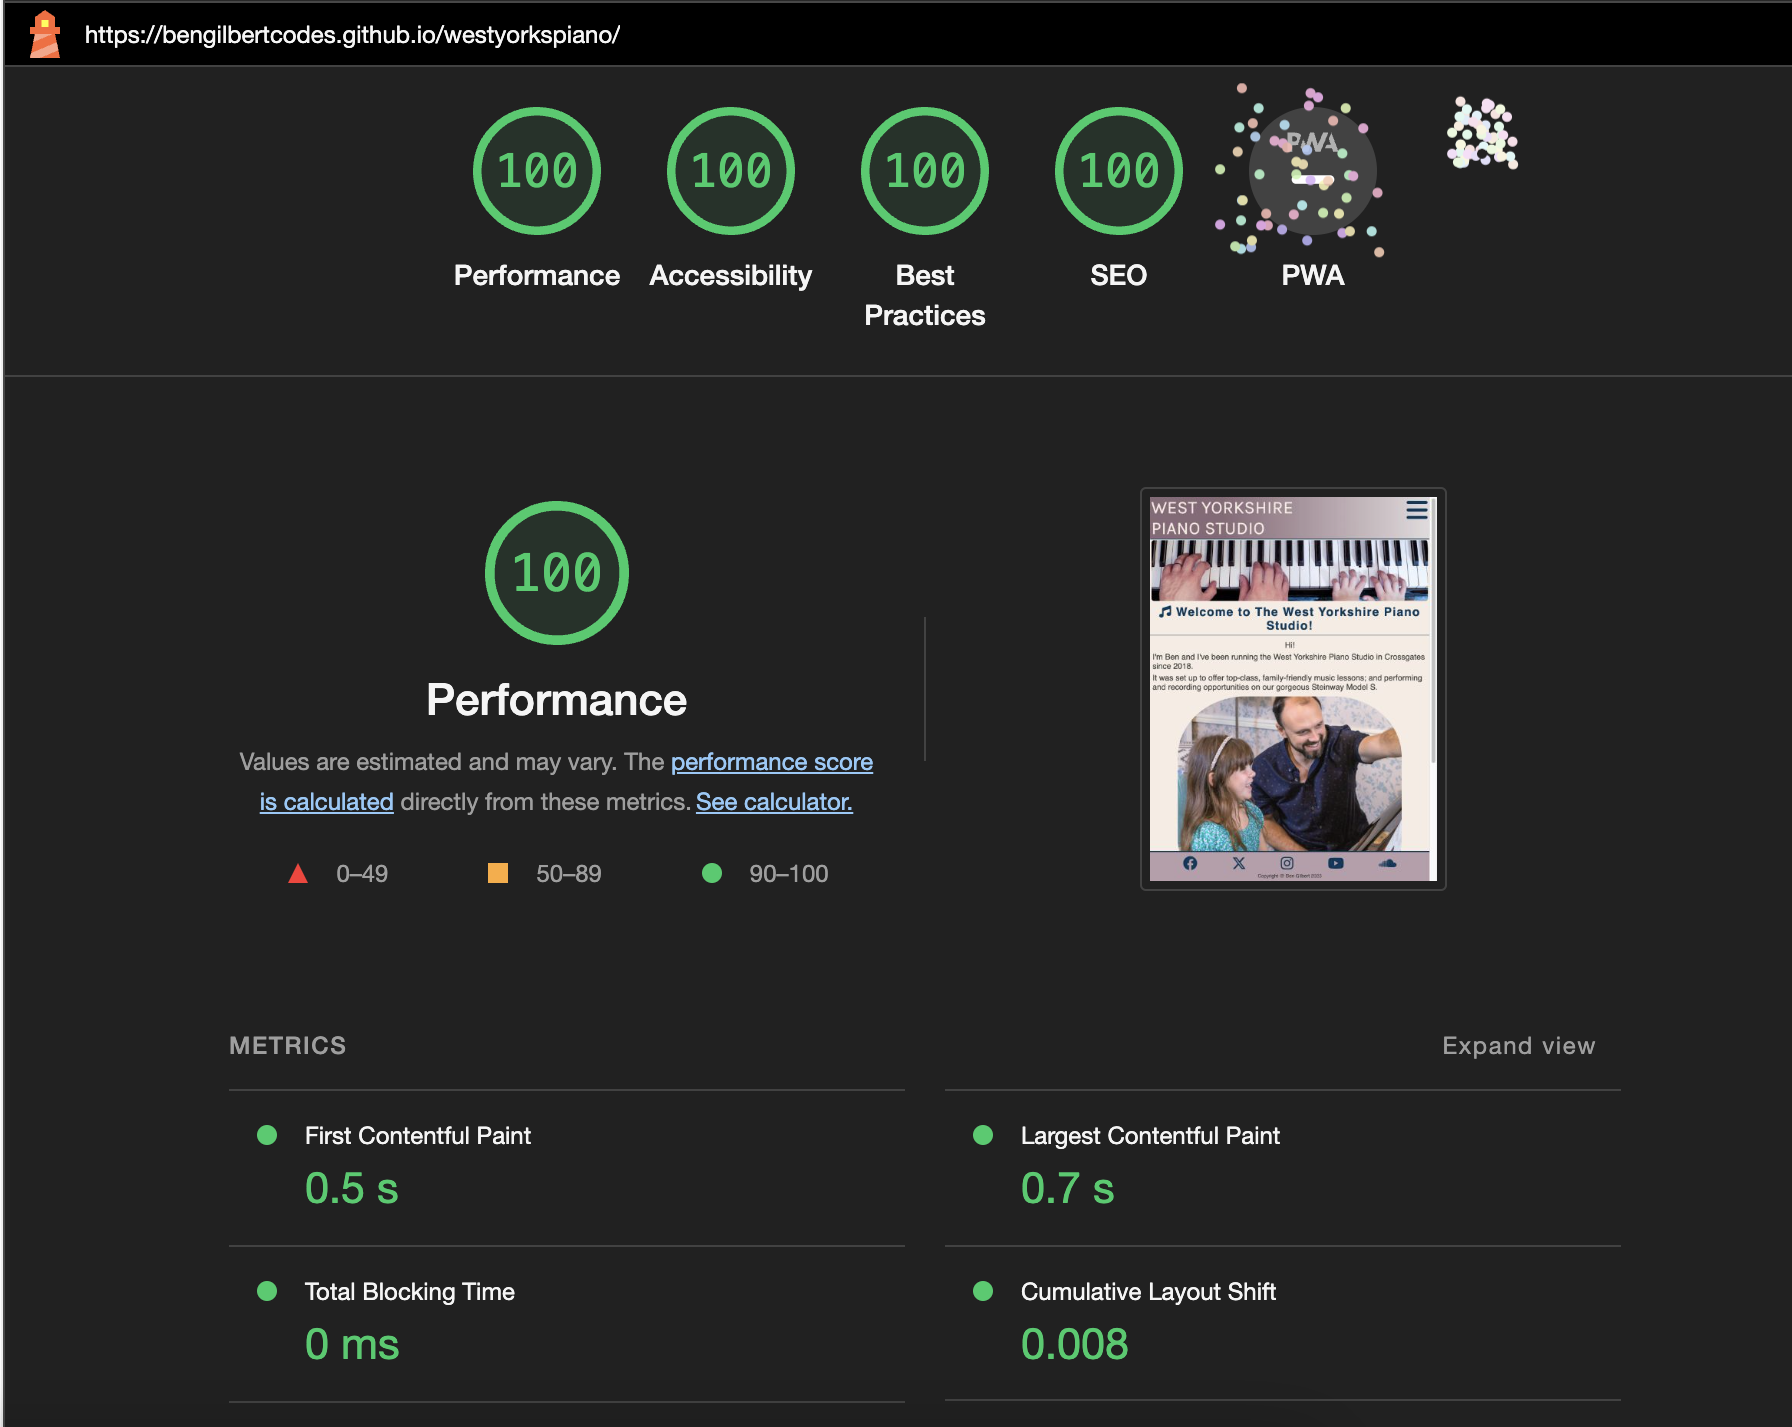 https://bengilbertcodes.github.io/westyorkspiano/
100
100
100
100
PWA
Performance
Accessibility
Best
Practices
SEO
PWA
100
Performance
Values are estimated and may vary. The performance score
is calculated directly from these metrics. See calculator.
0–49
50–89
90–100
WEST YORKSHIRE
PIANO STUDIO
Welcome to The West Yorkshire Piano
Studio!
Hi!
I'm Ben and I've been running the West Yorkshire Piano Studio in Crossgates
since 2018.
It was set up to offer top-class, family-friendly music lessons; and performing
and recording opportunities on our gorgeous Steinway Model S.
Copyright © Ben Gilbert 2023
METRICS
Expand view
First Contentful Paint
0.5 s
Largest Contentful Paint
0.7 s
Total Blocking Time
0 ms
Cumulative Layout Shift
0.008